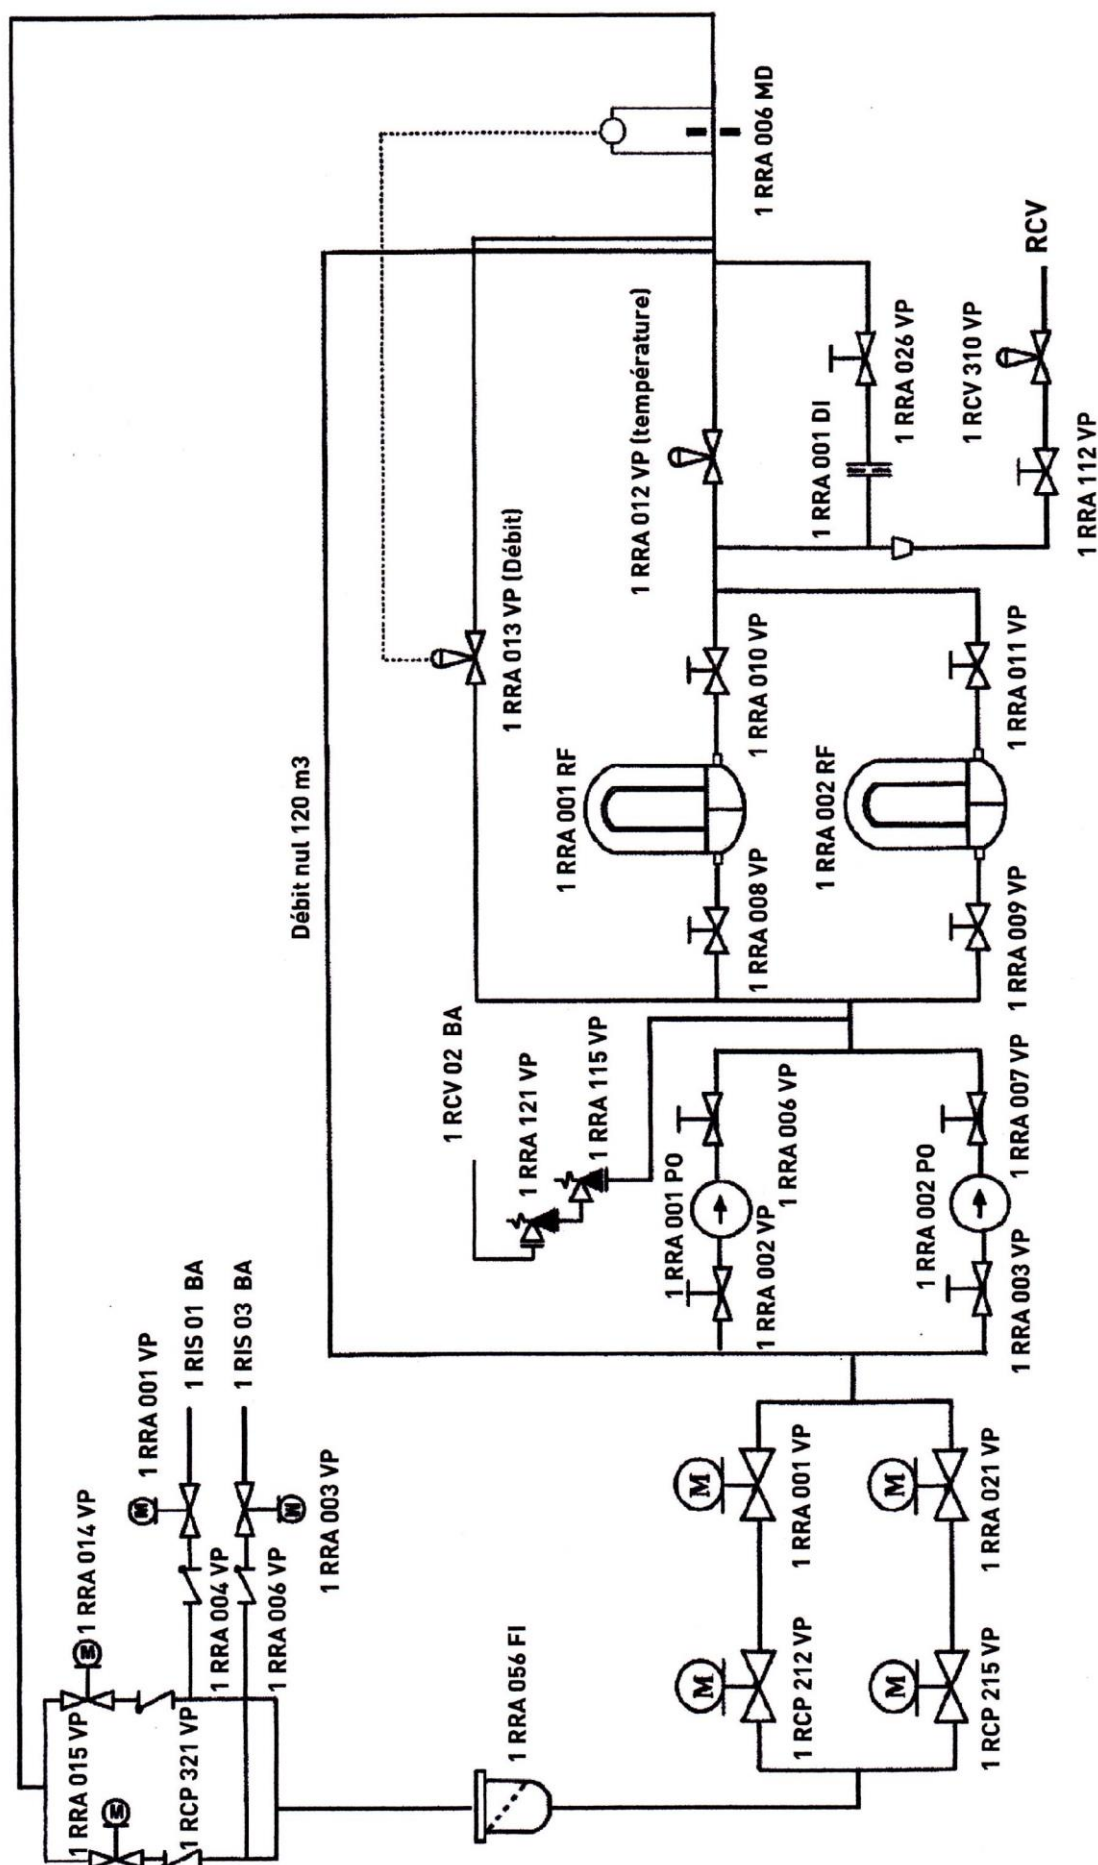 1 RRA 015 VP
1 RRA 014 VP
M
M
1 RCP 321 VP
1 RRA 004 VP
1 RRA 006 VP
1 RRA 001 VP
M
1 RIS 01 BA
1 RIS 03 BA
M
1 RRA 003 VP
1 RRA 056 FI
M
1 RCP 212 VP
M
1 RRA 001 VP
M
1 RCP 215 VP
M
1 RRA 021 VP
Débit nul 120 m3
1 RCV 02 BA
1 RRA 121 VP
1 RRA 115 VP
1 RRA 001 PO
1 RRA 002 VP
1 RRA 006 VP
1 RRA 002 PO
1 RRA 003 VP
1 RRA 007 VP
1 RRA 013 VP (Débit)
1 RRA 001 RF
1 RRA 008 VP
1 RRA 010 VP
1 RRA 002 RF
1 RRA 009 VP
1 RRA 011 VP
1 RRA 012 VP (température)
1 RRA 001 DI
1 RRA 026 VP
1 RCV 310 VP
RCV
1 RRA 112 VP
1 RRA 006 MD